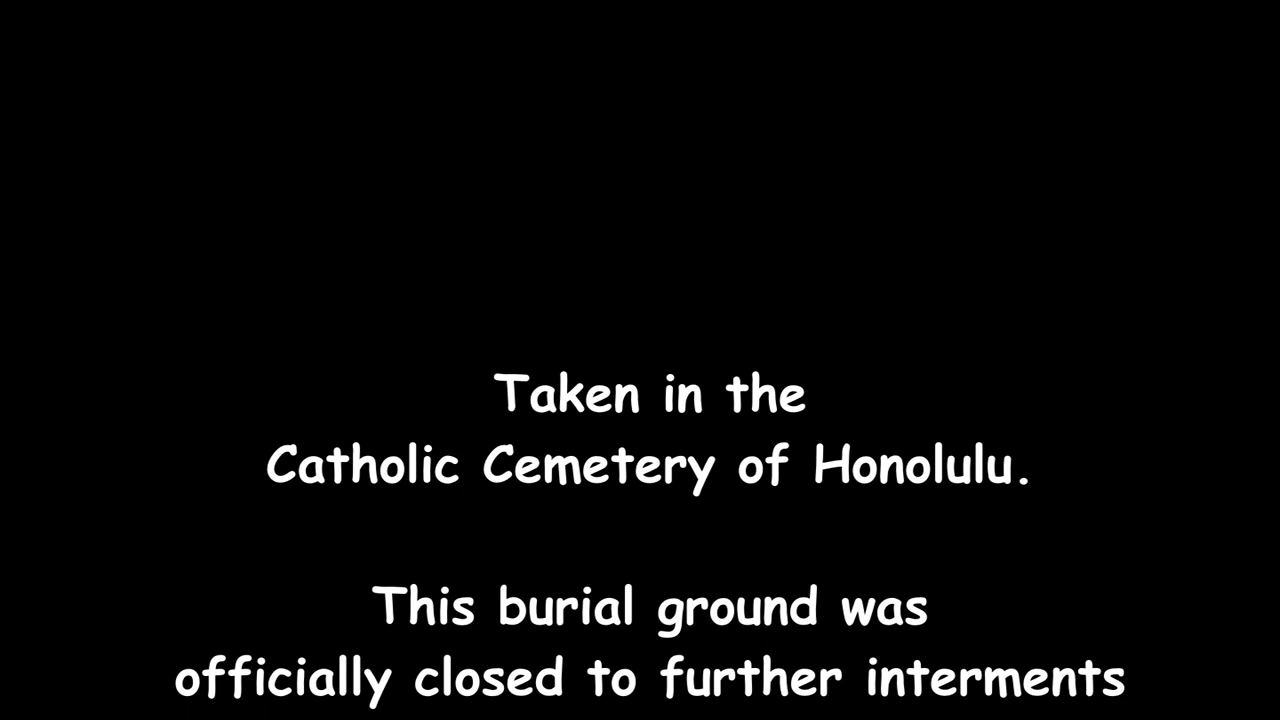 Taken in the
Catholic Cemetery of Honolulu.
This burial ground was
officially closed to further interments